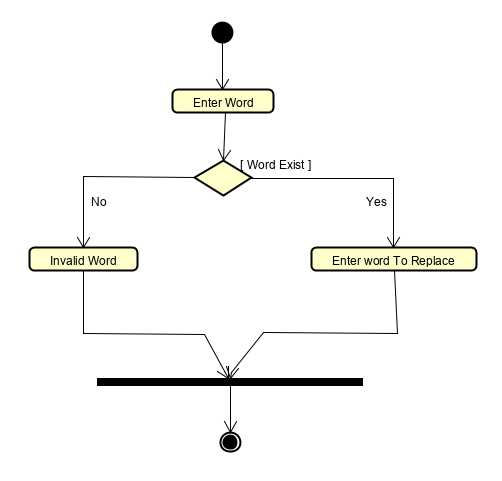 Enter Word
[ Word Exist ]
No
Yes
Invalid Word
Enter word To Replace